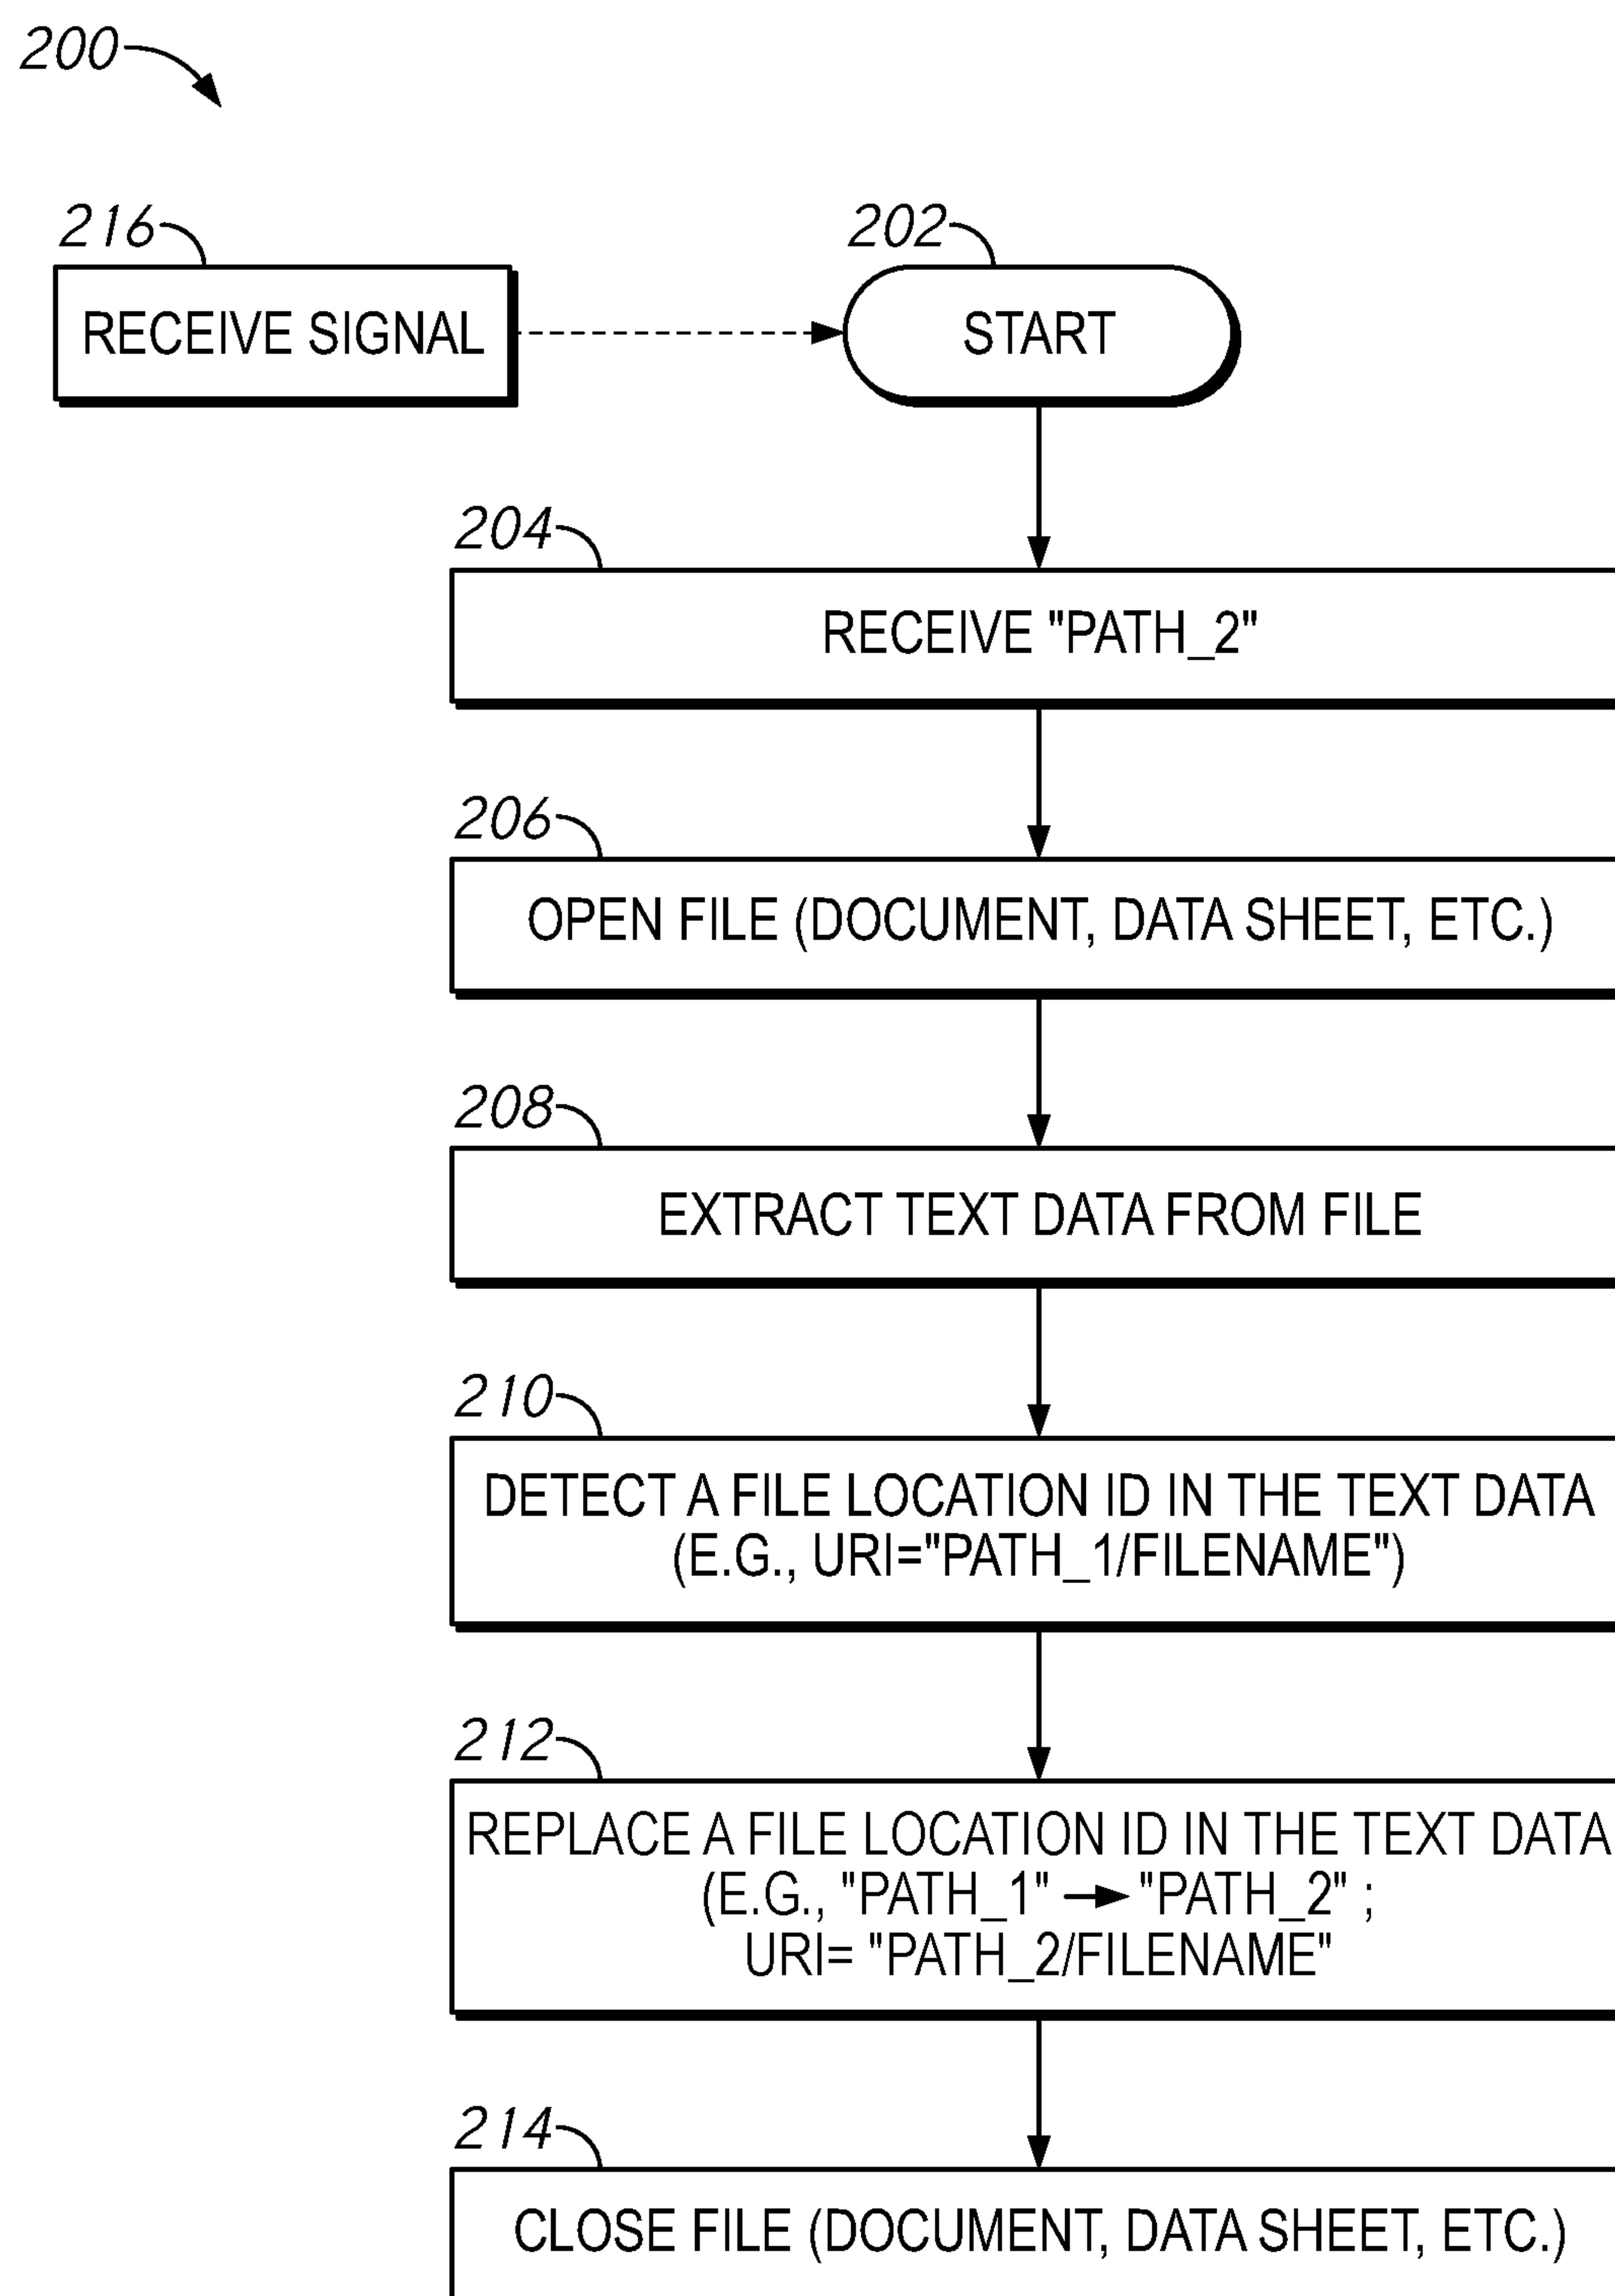 200
216
202
RECEIVE SIGNAL
START
204
RECEIVE "PATH_2"
206
OPEN FILE (DOCUMENT, DATA SHEET, ETC.)
208
EXTRACT TEXT DATA FROM FILE
210
DETECT A FILE LOCATION ID IN THE TEXT DATA
(E.G., URI="PATH_1/FILENAME")
212
REPLACE A FILE LOCATION ID IN THE TEXT DATA
(E.G., "PATH_1" → "PATH_2" ;
URI= "PATH_2/FILENAME"
214
CLOSE FILE (DOCUMENT, DATA SHEET, ETC.)